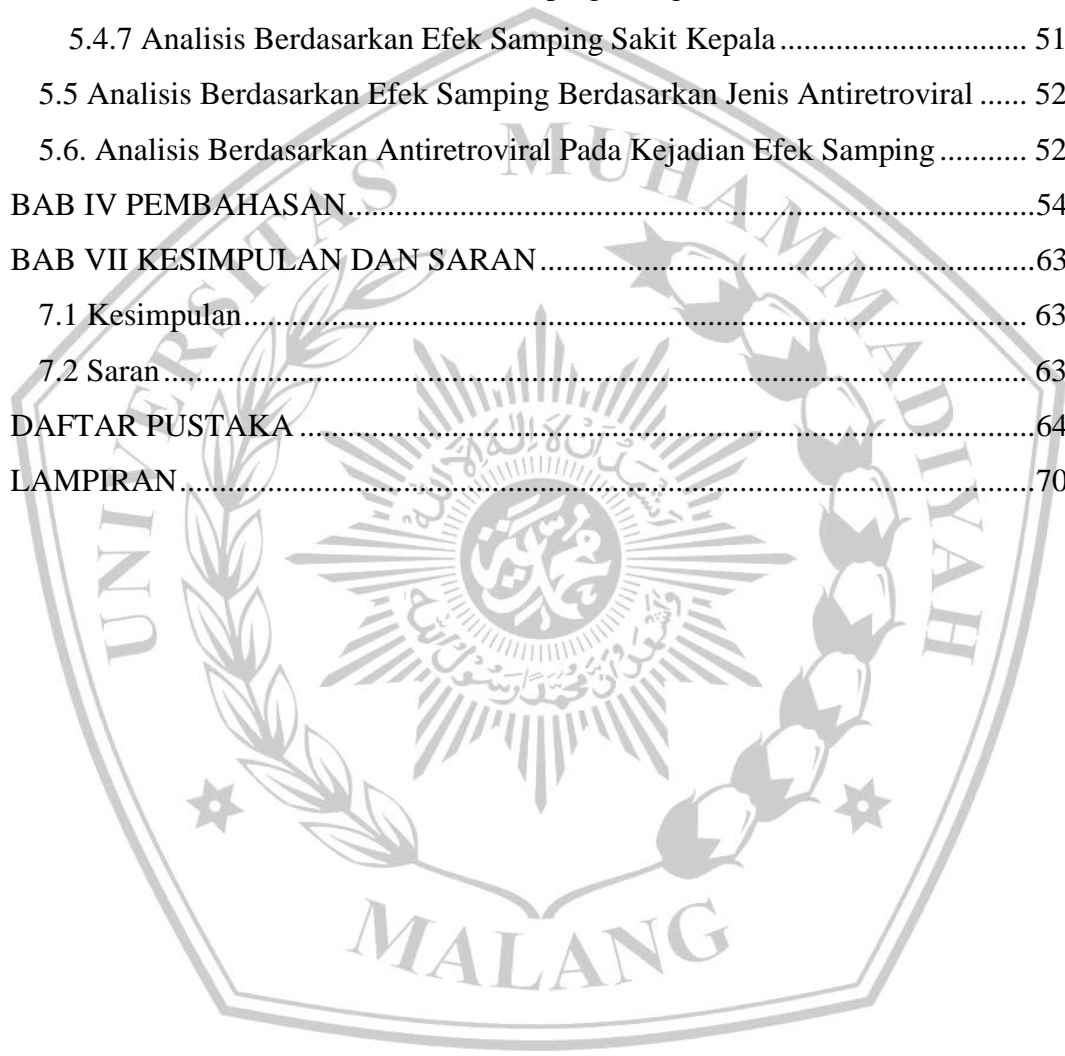 5.4.7 Analisis Berdasarkan Efek Samping Sakit Kepala ............................ 51
5.5 Analisis Berdasarkan Efek Samping Berdasarkan Jenis Antiretroviral ...... 52
5.6. Analisis Berdasarkan Antiretroviral Pada Kejadian Efek Samping ........... 52
BAB IV PEMBAHASAN.........................................................................54
BAB VII KESIMPULAN DAN SARAN.....................................................63
7.1 Kesimpulan.................................................................................... 63
7.2 Saran............................................................................................. 63
DAFTAR PUSTAKA ..............................................................................64
LAMPIRAN...........................................................................................70
UNIVERSITAS MUHAMMADIYAH
MALANG